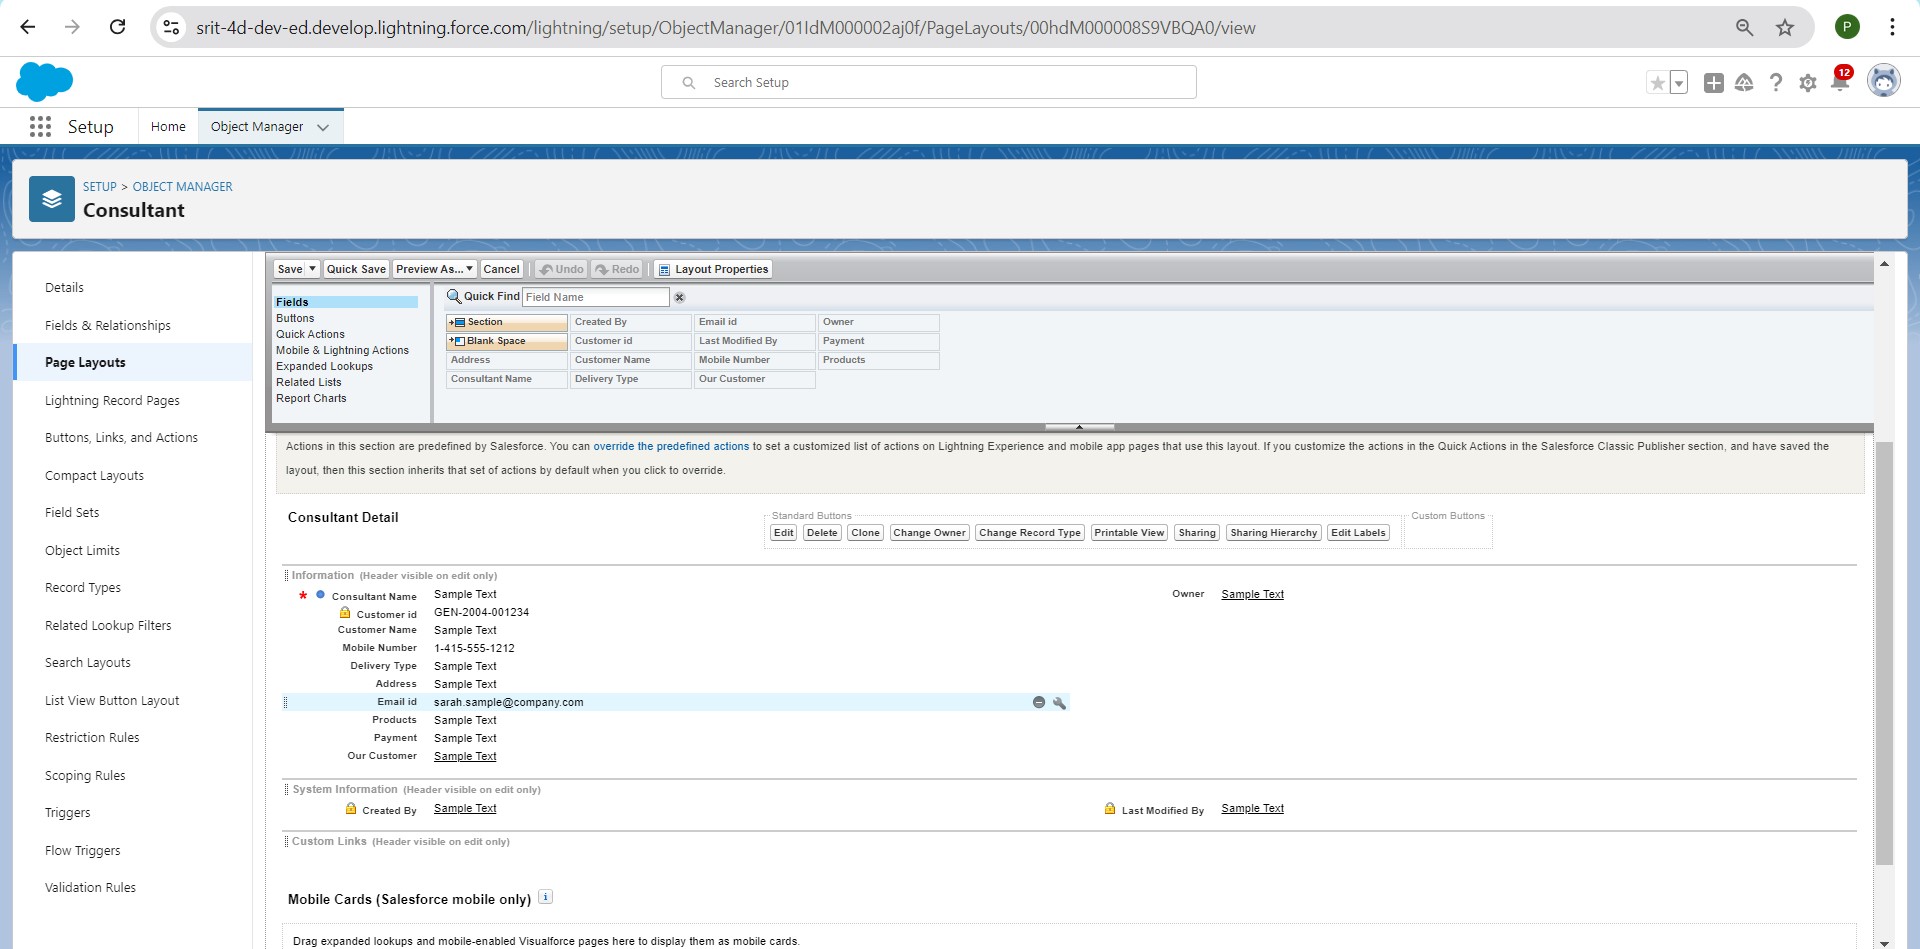 srit-4d-dev-ed.develop.lightning.force.com/lightning/setup/ObjectManager/01IdM000002aj0f/PageLayouts/00hdM000008S9VBQA0/view
P
Search Setup
12
Setup Home Object Manager
SETUP > OBJECT MANAGER
Consultant
Details
Fields & Relationships
Page Layouts
Lightning Record Pages
Buttons, Links, and Actions
Compact Layouts
Field Sets
Object Limits
Record Types
Related Lookup Filters
Search Layouts
List View Button Layout
Restriction Rules
Scoping Rules
Triggers
Flow Triggers
Validation Rules
Save Quick Save Preview As... Cancel Undo Redo Layout Properties
Fields
Buttons
Quick Actions
Mobile & Lightning Actions
Expanded Lookups
Related Lists
Report Charts
Quick Find Field Name
Section Created By Email id Owner
Blank Space Customer id Last Modified By Payment
Address Customer Name Mobile Number Products
Consultant Name Delivery Type Our Customer
Actions in this section are predefined by Salesforce. You can override the predefined actions to set a customized list of actions on Lightning Experience and mobile app pages that use this layout. If you customize the actions in the Quick Actions in the Salesforce Classic Publisher section, and have saved the
layout, then this section inherits that set of actions by default when you click to override.
Consultant Detail
Standard Buttons
Edit Delete Clone Change Owner Change Record Type Printable View Sharing Sharing Hierarchy Edit Labels
Custom Buttons
Information (Header visible on edit only)
* Consultant Name Sample Text Owner Sample Text
Customer id GEN-2004-001234
Customer Name Sample Text
Mobile Number 1-415-555-1212
Delivery Type Sample Text
Address Sample Text
Email id sarah.sample@company.com
Products Sample Text
Payment Sample Text
Our Customer Sample Text
System Information (Header visible on edit only)
Created By Sample Text Last Modified By Sample Text
Custom Links (Header visible on edit only)
Mobile Cards (Salesforce mobile only) i
Drag expanded lookups and mobile-enabled Visualforce pages here to display them as mobile cards.